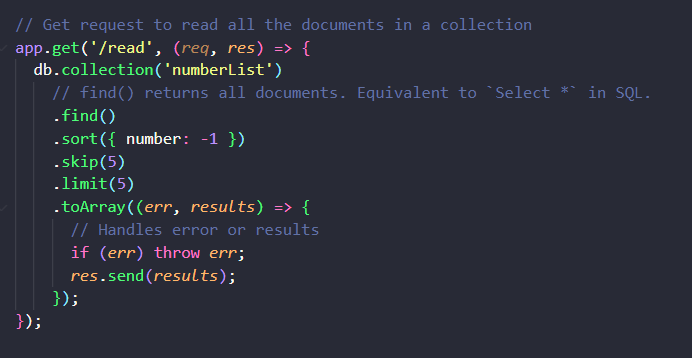 // Get request to read all the documents in a collection
app.get('/read', (req, res) => {
  db.collection('numberList')
    // find() returns all documents. Equivalent to `Select *` in SQL.
    .find()
    .sort({ number: -1 })
    .skip(5)
    .limit(5)
    .toArray((err, results) => {
      // Handles error or results
      if (err) throw err;
      res.send(results);
    });
});